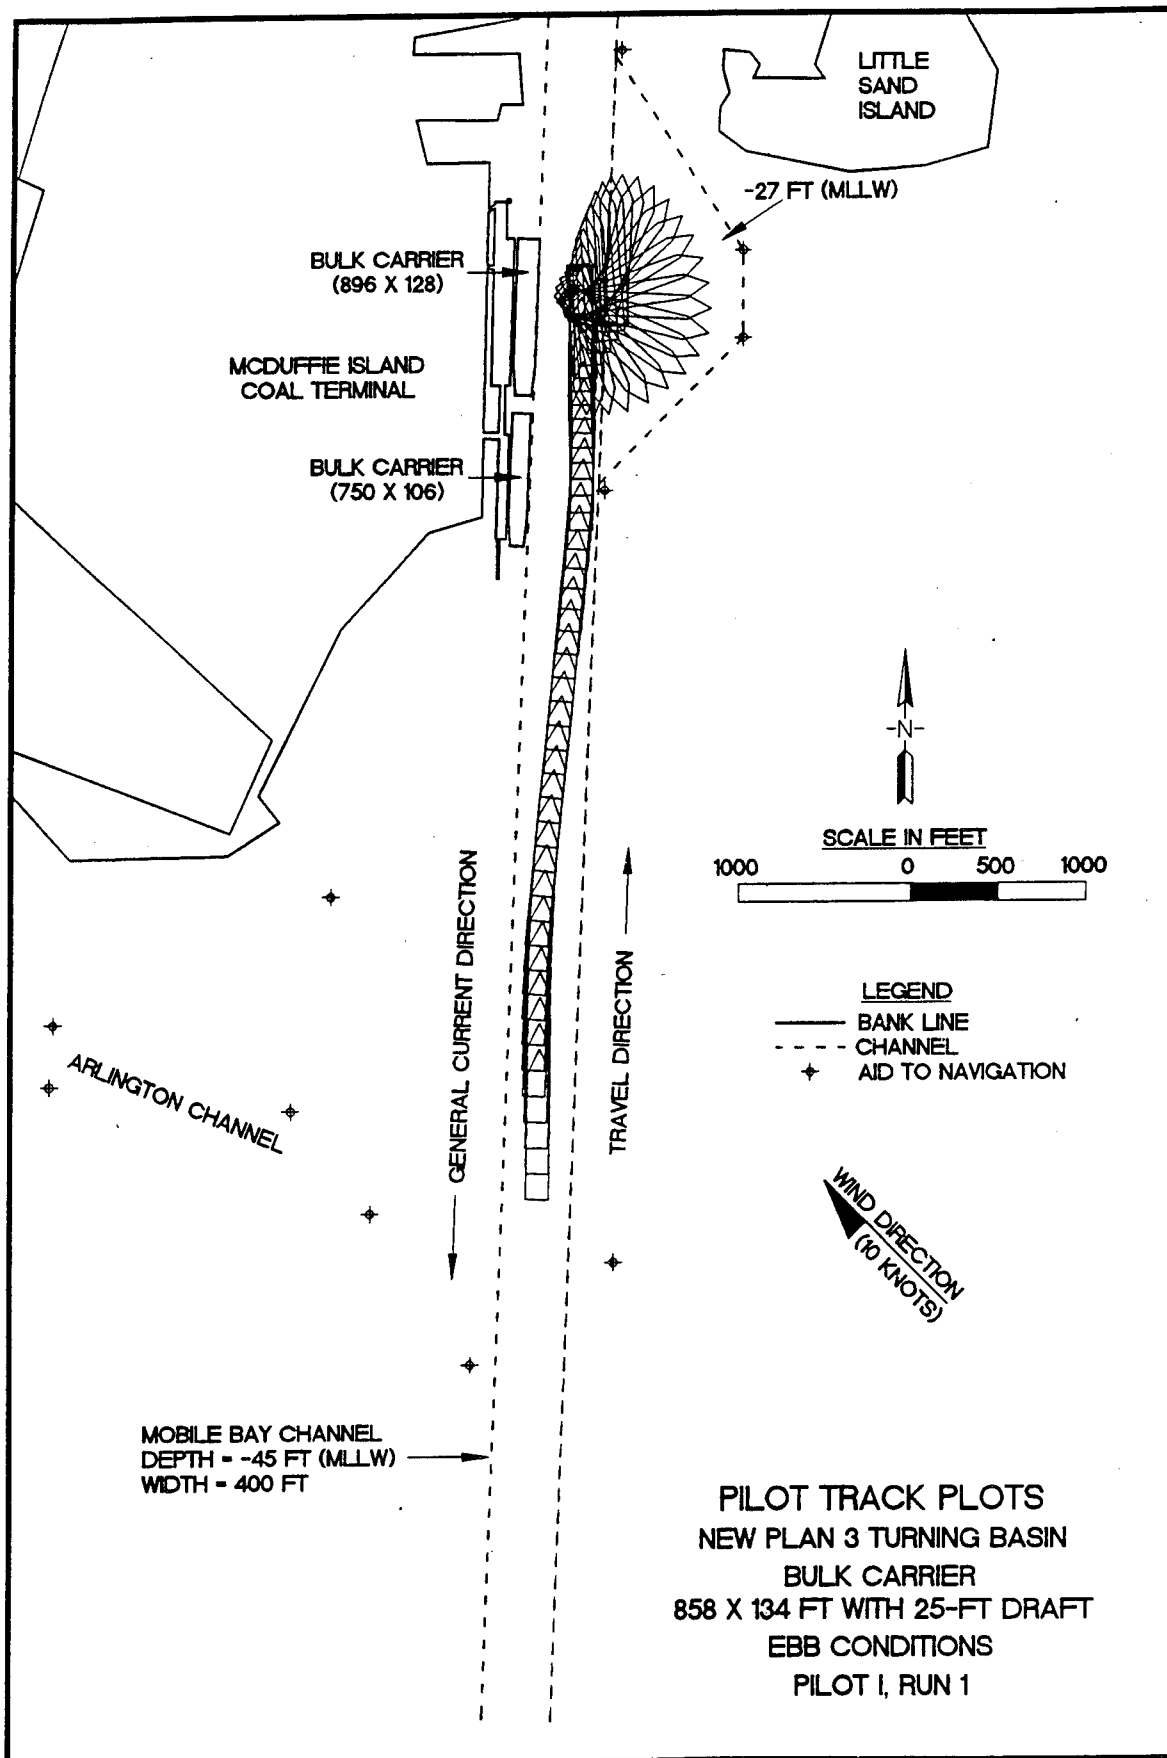 LITTLE
SAND
ISLAND
-27 FT (MLLW)
BULK CARRIER
(896 X 128)
MCDUFFIE ISLAND
COAL TERMINAL
BULK CARRIER
(750 X 106)
-N-
SCALE IN FEET
1000 0 500 1000
GENERAL CURRENT DIRECTION
TRAVEL DIRECTION
LEGEND
BANK LINE
CHANNEL
AID TO NAVIGATION
ARLINGTON CHANNEL
WIND DIRECTION
(10 KNOTS)
MOBILE BAY CHANNEL
DEPTH = -45 FT (MLLW)
WIDTH = 400 FT
PILOT TRACK PLOTS
NEW PLAN 3 TURNING BASIN
BULK CARRIER
858 X 134 FT WITH 25-FT DRAFT
EBB CONDITIONS
PILOT I, RUN 1